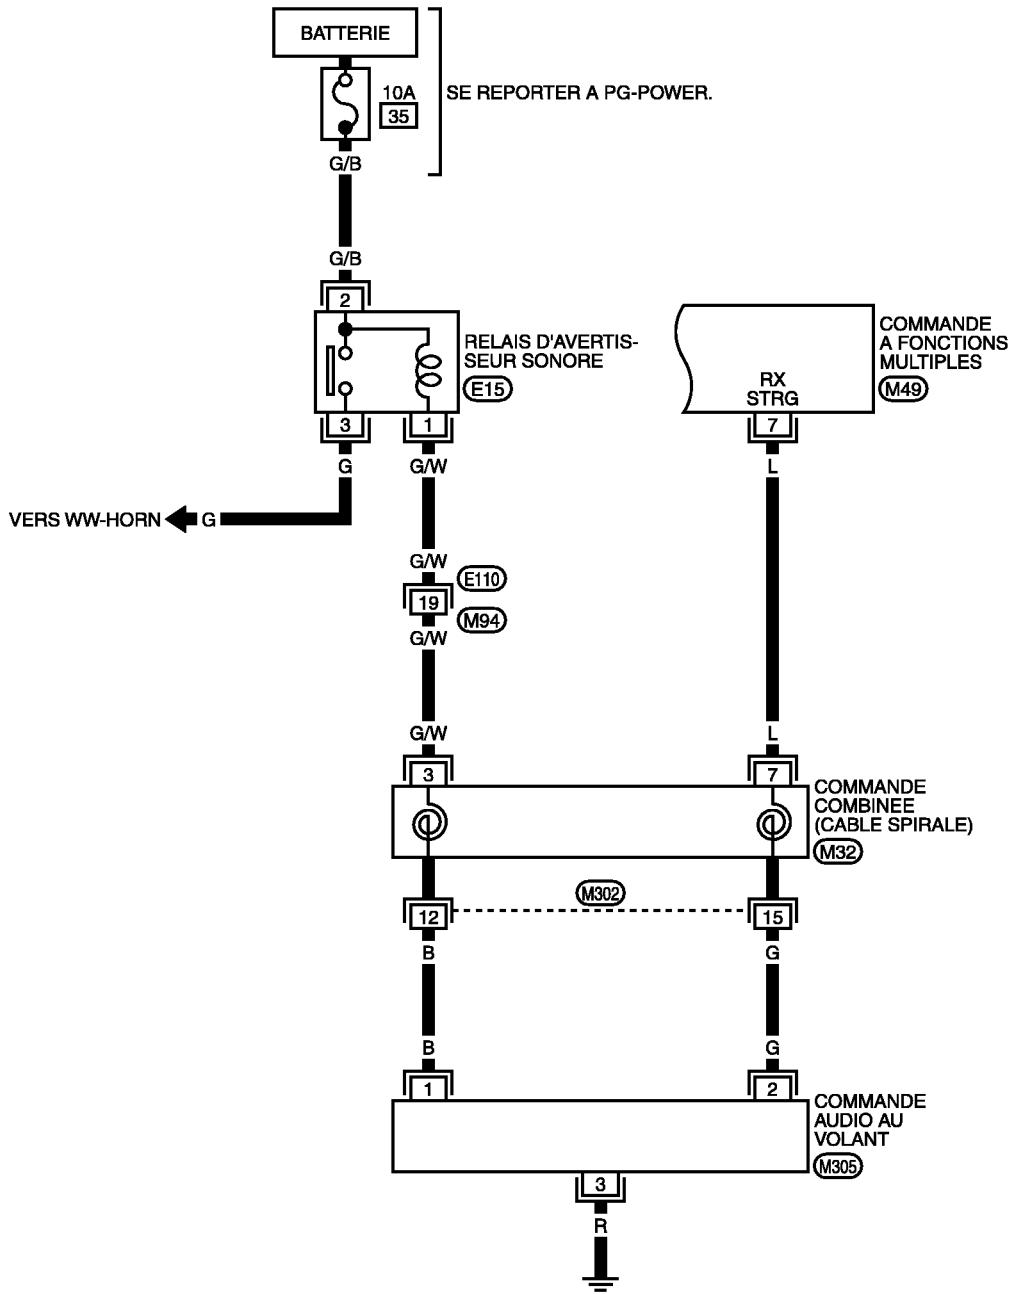 BATTERIE
10A
35
SE REPORTER A PG-POWER.
G/B
G/B
2
RELAIS D'AVERTIS-
SEUR SONORE
E15
COMMANDE
A FONCTIONS
MULTIPLES
M49
RX
STRG
3
1
7
G
G/W
L
VERS WW-HORN
G
G/W
E110
19
M94
G/W
G/W
L
3
7
COMMANDE
COMBINEE
(CABLE SPIRALE)
M32
M302
12
15
B
G
B
G
1
2
COMMANDE
AUDIO AU
VOLANT
M305
3
R